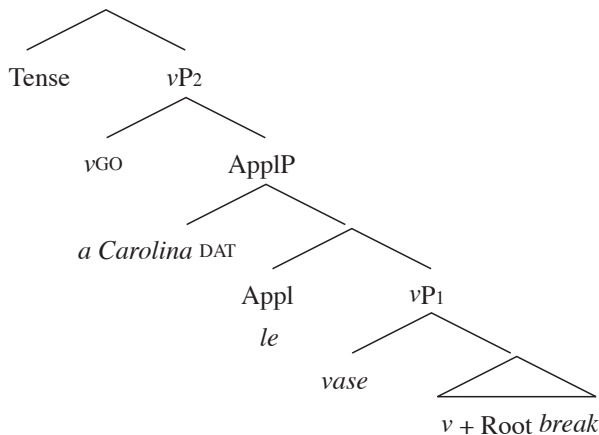 Tense vP2
vGO ApplP
a Carolina DAT
Appl vP1
le
vase
v + Root break